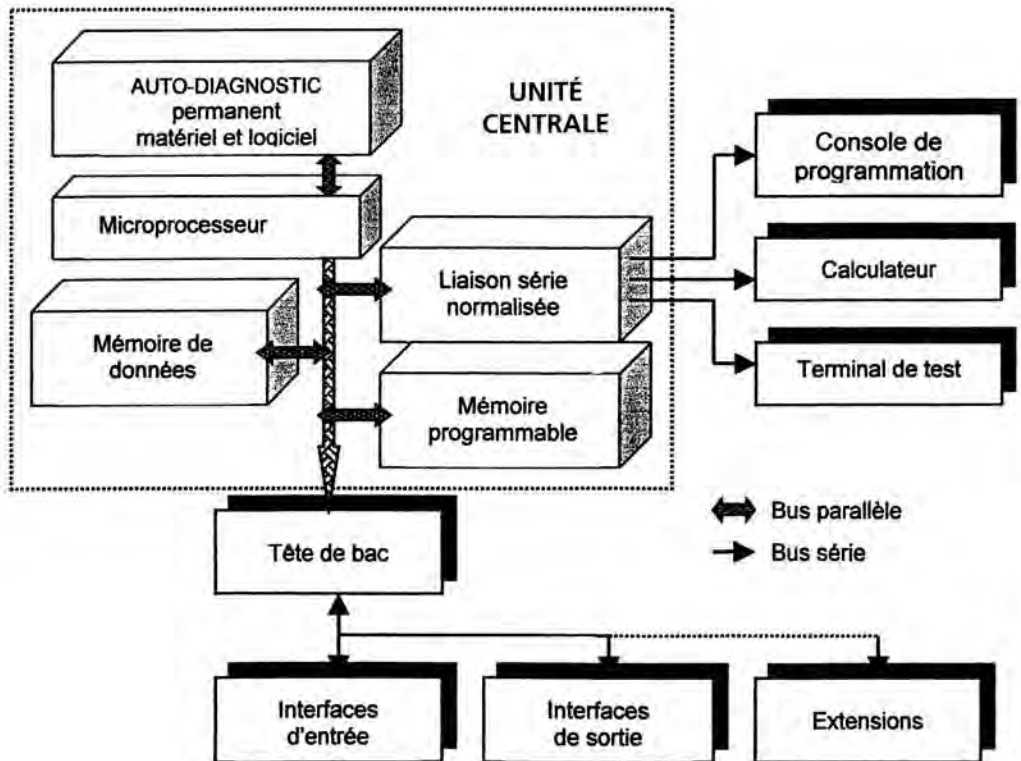 AUTO-DIAGNOSTIC
permanent
matériel et logiciel
UNITÉ
CENTRALE
Microprocesseur
Liaison série
normalisée
Mémoire de
données
Mémoire
programmable
Console de
programmation
Calculateur
Terminal de test
Bus parallèle
Bus série
Tête de bac
Interfaces
d'entrée
Interfaces
de sortie
Extensions